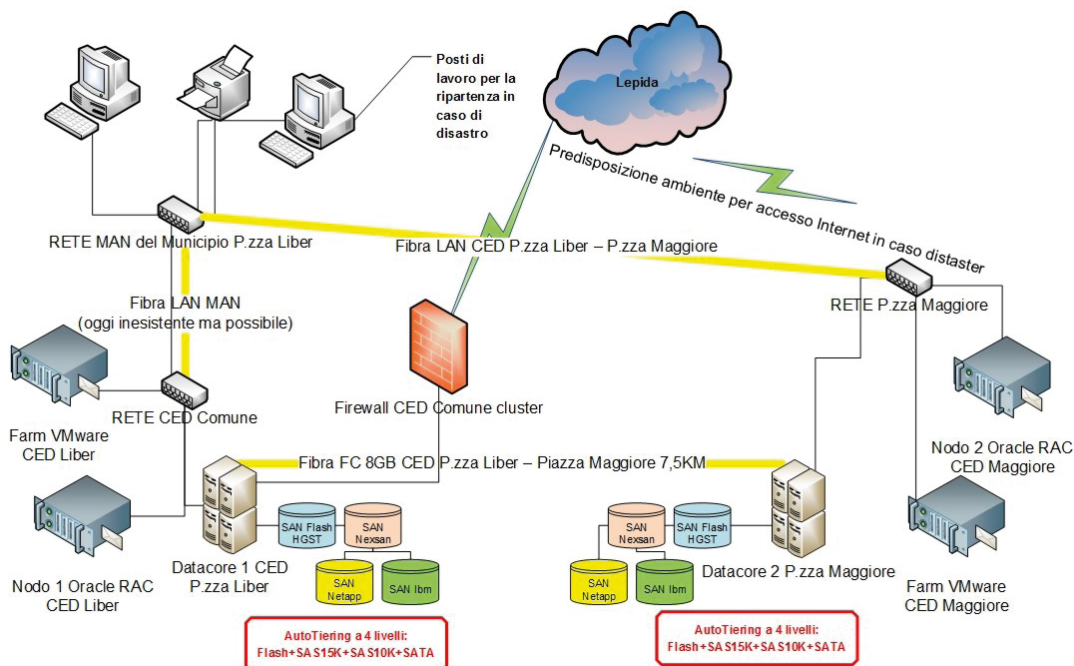 Posti di
lavoro per la
ripartenza in
caso di
disastro
Lepida
Predisposizione ambiente per accesso Internet in caso distaster
RETE MAN del Municipio P.zza Liber
Fibra LAN CED P.zza Liber – P.zza Maggiore
RETE P.zza Maggiore
Fibra LAN MAN
(oggi inesistente ma possibile)
RETE CED Comune
Firewall CED Comune cluster
Farm VMware
CED Liber
Nodo 2 Oracle RAC
CED Maggiore
Fibra FC 8GB CED P.zza Liber – Piazza Maggiore 7,5KM
SAN Flash
HGST
SAN
Nexsan
SAN
Netapp
SAN Ibm
SAN
Nexsan
SAN Flash
HGST
SAN
Netapp
SAN Ibm
Nodo 1 Oracle RAC
CED Liber
Datacore 1 CED
P.zza Liber
Datacore 2 P.zza Maggiore
Farm VMware
CED Maggiore
AutoTiering a 4 livelli:
Flash+SAS15K+SAS10K+SATA
AutoTiering a 4 livelli:
Flash+SAS15K+SAS10K+SATA